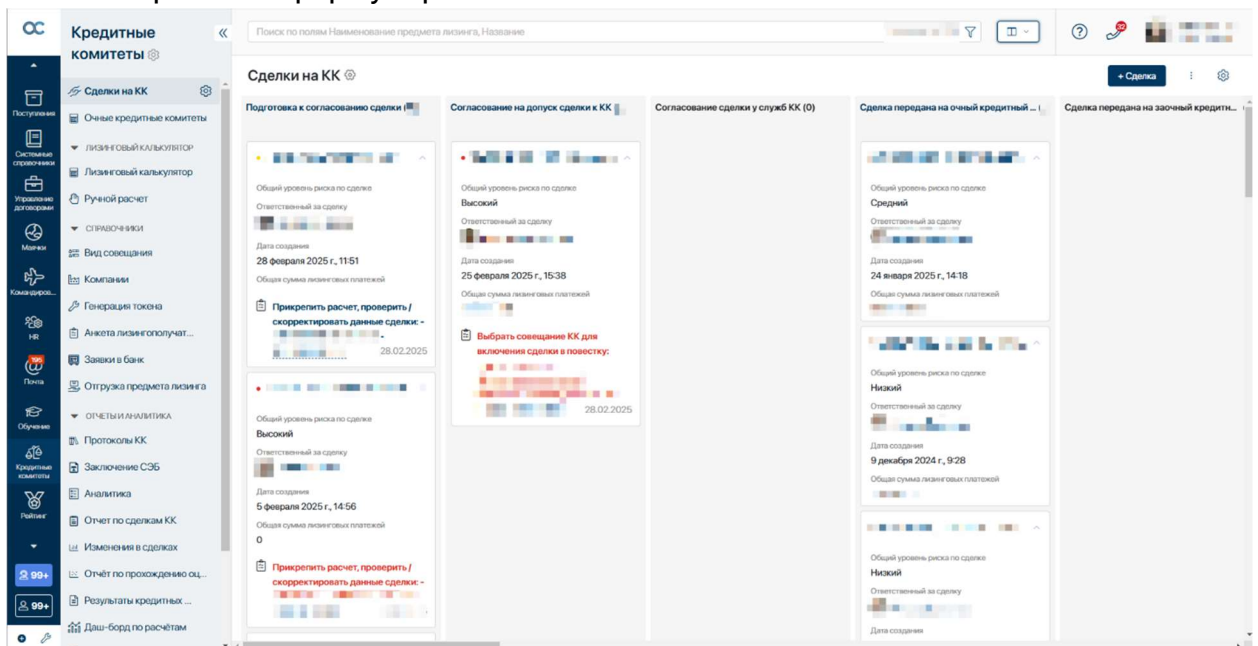 Кредитные
комитеты
Сделки на КК
Очные кредитные комитеты
ЛИЗИНГОВЫЙ КАЛЬКУЛЯТОР
Лизинговый калькулятор
Ручной расчет
СПРАВОЧНИКИ
Вид совещания
Компании
Генерация токена
Анкета лизингополучат...
Заявки в банк
Отгрузка предмета лизинга
ОТЧЕТЫ И АНАЛИТИКА
Протоколы КК
Заключение СЭБ
Аналитика
Отчет по сделкам КК
Изменения в сделках
Отчёт по прохождению оц...
Результаты кредитных ...
Даш-борд по расчётам
Поступления
Системные
справочники
Управление
договорами
Маячки
Командиров...
HR
195
Почта
Обучение
Кредитные
комитеты
Рейтинг
99+
99+
Поиск по полям Наименование предмета лизинга, Название
32
Сделки на КК
+ Сделка
Подготовка к согласованию сделки (
Общий уровень риска по сделке
Ответственный за сделку
Дата создания
28 февраля 2025 г., 11:51
Общая сумма лизинговых платежей
Прикрепить расчет, проверить /
скорректировать данные сделки: -
28.02.2025
Общий уровень риска по сделке
Высокий
Ответственный за сделку
Дата создания
5 февраля 2025 г., 14:56
Общая сумма лизинговых платежей
0
Прикрепить расчет, проверить /
скорректировать данные сделки: -
Согласование на допуск сделки к КК
Общий уровень риска по сделке
Высокий
Ответственный за сделку
Дата создания
25 февраля 2025 г., 15:38
Общая сумма лизинговых платежей
Выбрать совещание КК для
включения сделки в повестку:
28.02.2025
Согласование сделки у служб КК (0)
Сделка передана на очный кредитный ... (
Общий уровень риска по сделке
Средний
Ответственный за сделку
Дата создания
24 января 2025 г., 14:18
Общая сумма лизинговых платежей
Общий уровень риска по сделке
Низкий
Ответственный за сделку
Дата создания
9 декабря 2024 г., 9:28
Общая сумма лизинговых платежей
Общий уровень риска по сделке
Низкий
Ответственный за сделку
Дата создания
Сделка передана на заочный кредитн...